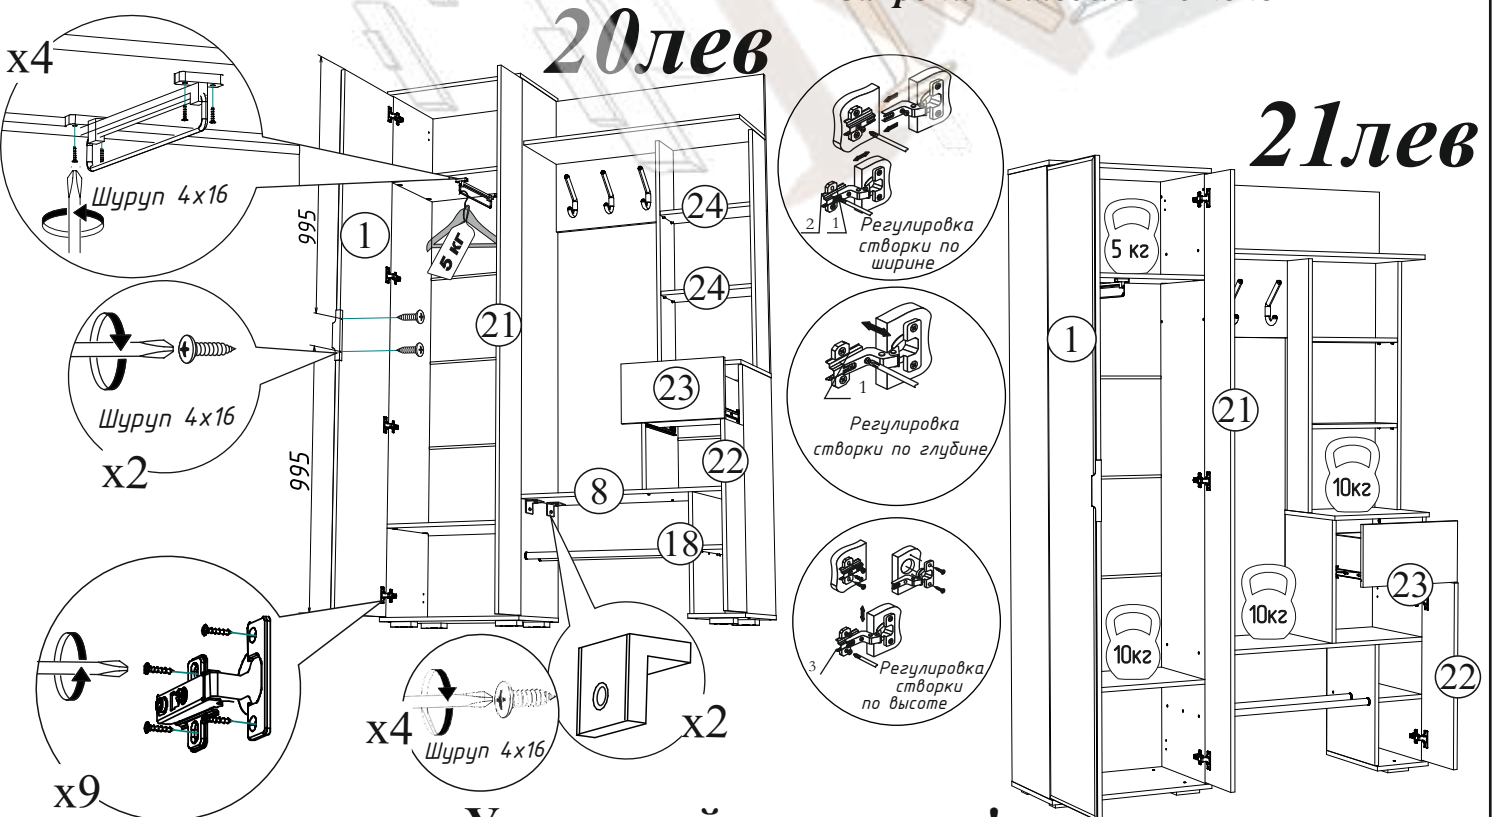 20лев
21лев
x4
Шуруп 4x16
995
1
5 кг
24
24
21
Шуруп 4x16
x2
995
23
22
8
18
x9
x4
Шуруп 4x16
x2
2 1
Регулировка
створки по
ширине
1
Регулировка
створки по глубине
3
Регулировка
створки
по высоте
5 кг
1
21
10кг
10кг
10кг
23
22